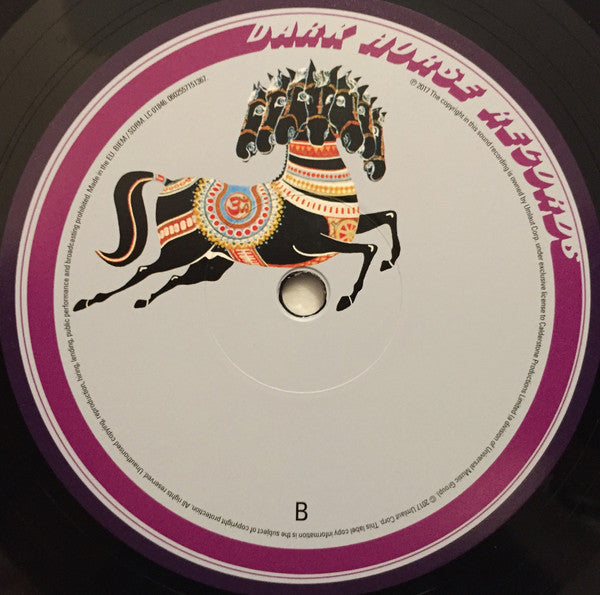 DARK HORSE RECORDS
℗ 2017 The copyright in this sound recording is owned by Umlaut Corp. under exclusive license to Calderstone Productions Limited (a division of Universal Music Group) © 2017 Umlaut Corp. This label copy information is the subject of copyright protection. All rights reserved. Unauthorised copying, reproduction, hiring, lending, public performance and broadcasting prohibited. Made in the EU. BIEM / SDRM. LC 01846. 0602557151367.
ॐ
B